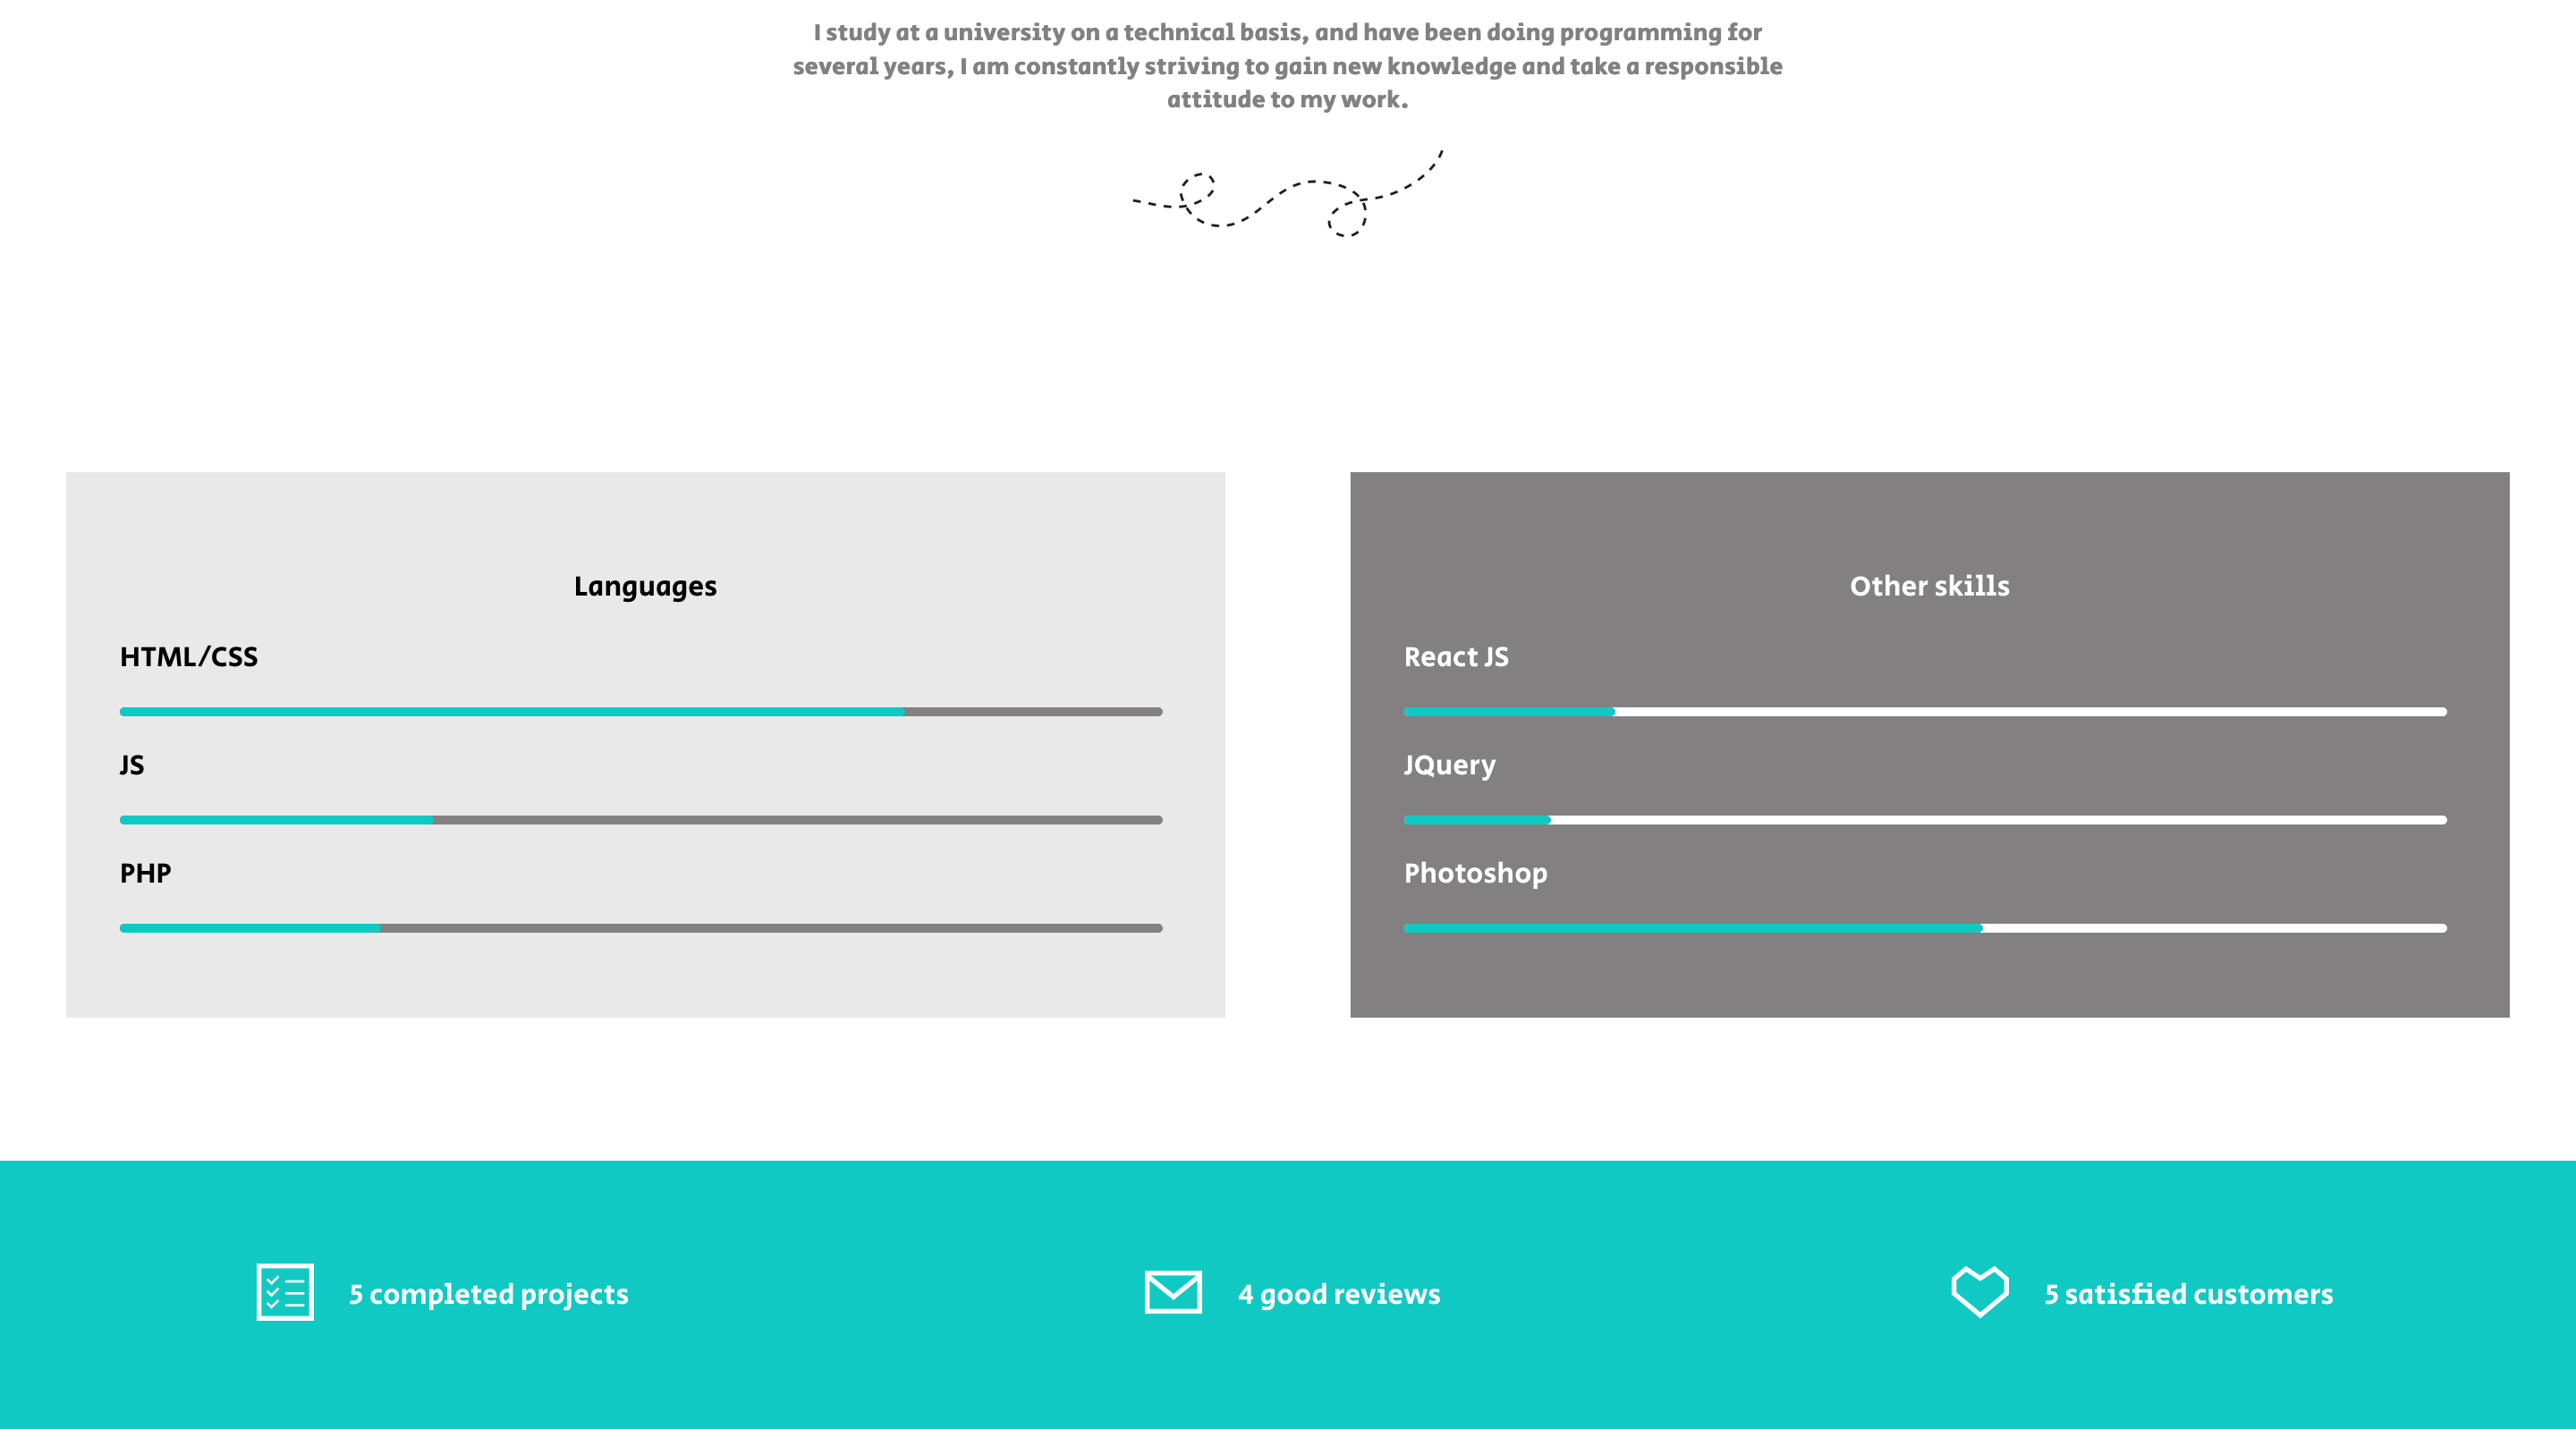 I study at a university on a technical basis, and have been doing programming for
several years, I am constantly striving to gain new knowledge and take a responsible
attitude to my work.
Languages
HTML/CSS
JS
PHP
Other skills
React JS
JQuery
Photoshop
5 completed projects
4 good reviews
5 satisfied customers